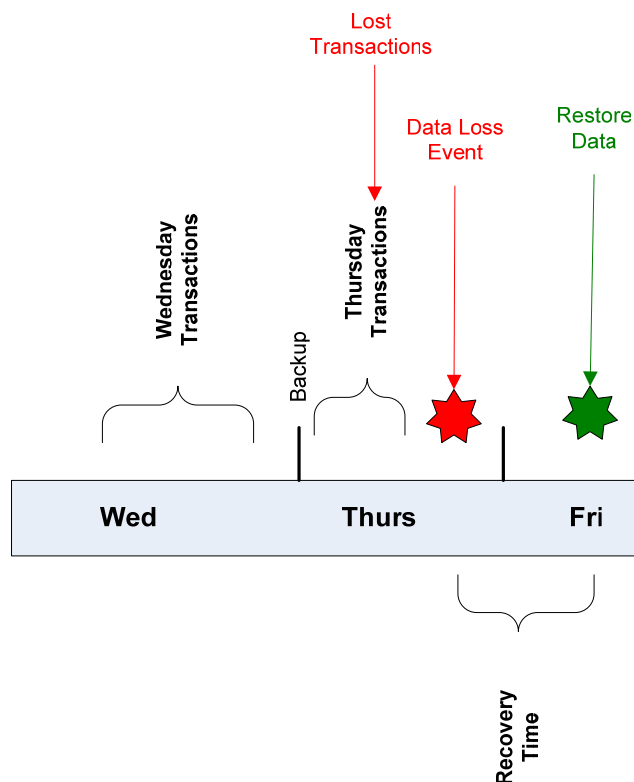 Lost
Transactions
Data Loss
Event
Restore
Data
Wednesday
Transactions
Backup
Thursday
Transactions
Wed
Thurs
Fri
Recovery
Time